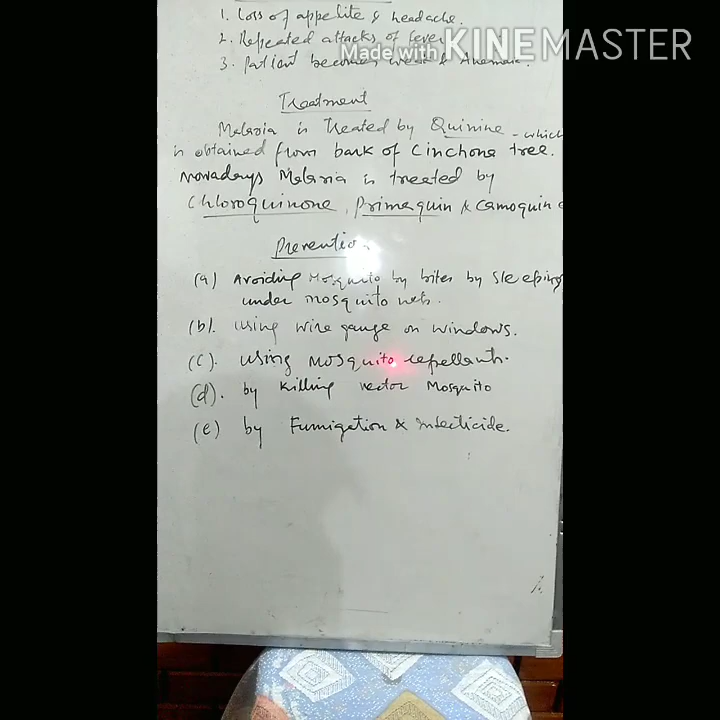 1. Loss of appetite & headache.
2. Repeated attacks of fever
Made with KINEMASTER
3. Patient becomes weak & Anemaic.
Treatment
Malaria is Treated by Quinine - which
is obtained from bark of Cinchona tree.
Nowadays Malaria is treated by
Chloroquinone, Primaquin & Camoquin
Prevention
(a) Avoiding Mosquito by bites by sleeping
under mosquito nets.
(b). Using wire gauge on windows.
(c). using Mosquito repellants.
(d). by killing vector Mosquito
(e) by Fumigation & Insecticide.